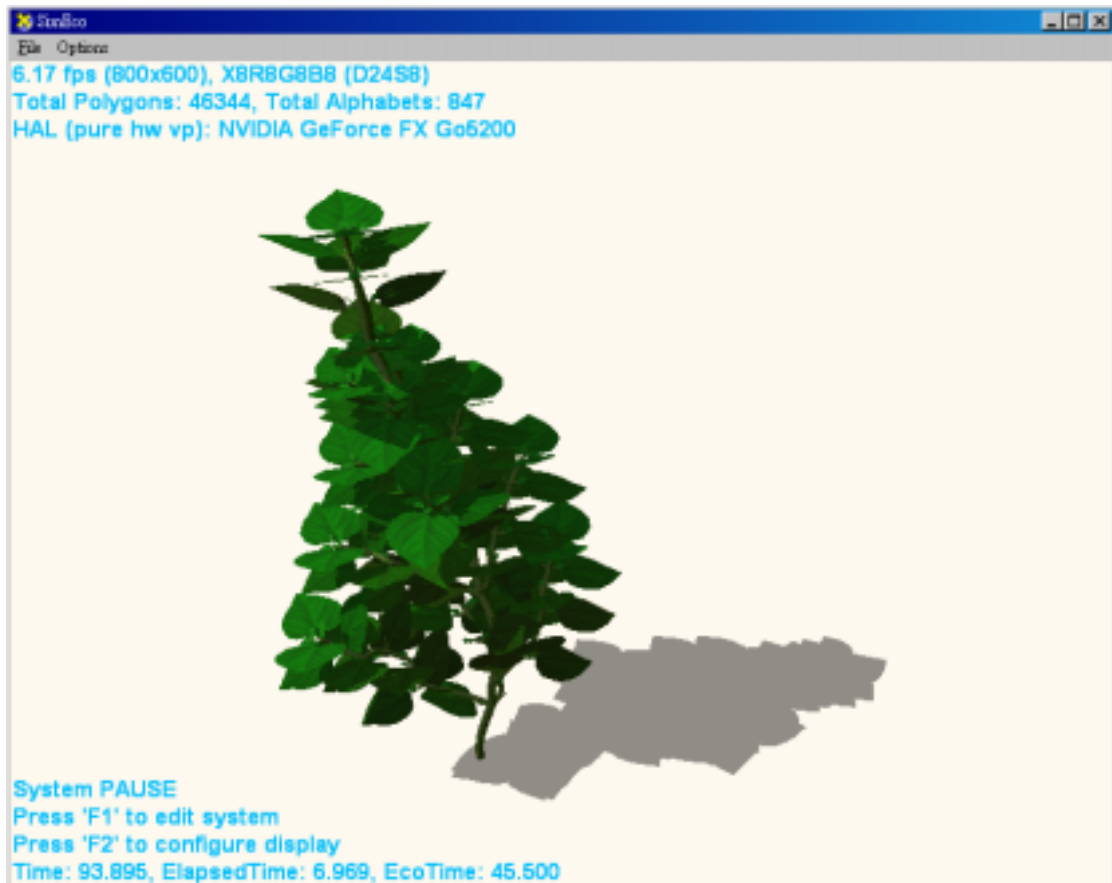 SimEco
File Options
6.17 fps (800x600), X8R8G8B8 (D24S8)
Total Polygons: 46344, Total Alphabets: 847
HAL (pure hw vp): NVIDIA GeForce FX Go5200
System PAUSE
Press 'F1' to edit system
Press 'F2' to configure display
Time: 93.895, ElapsedTime: 6.969, EcoTime: 45.500